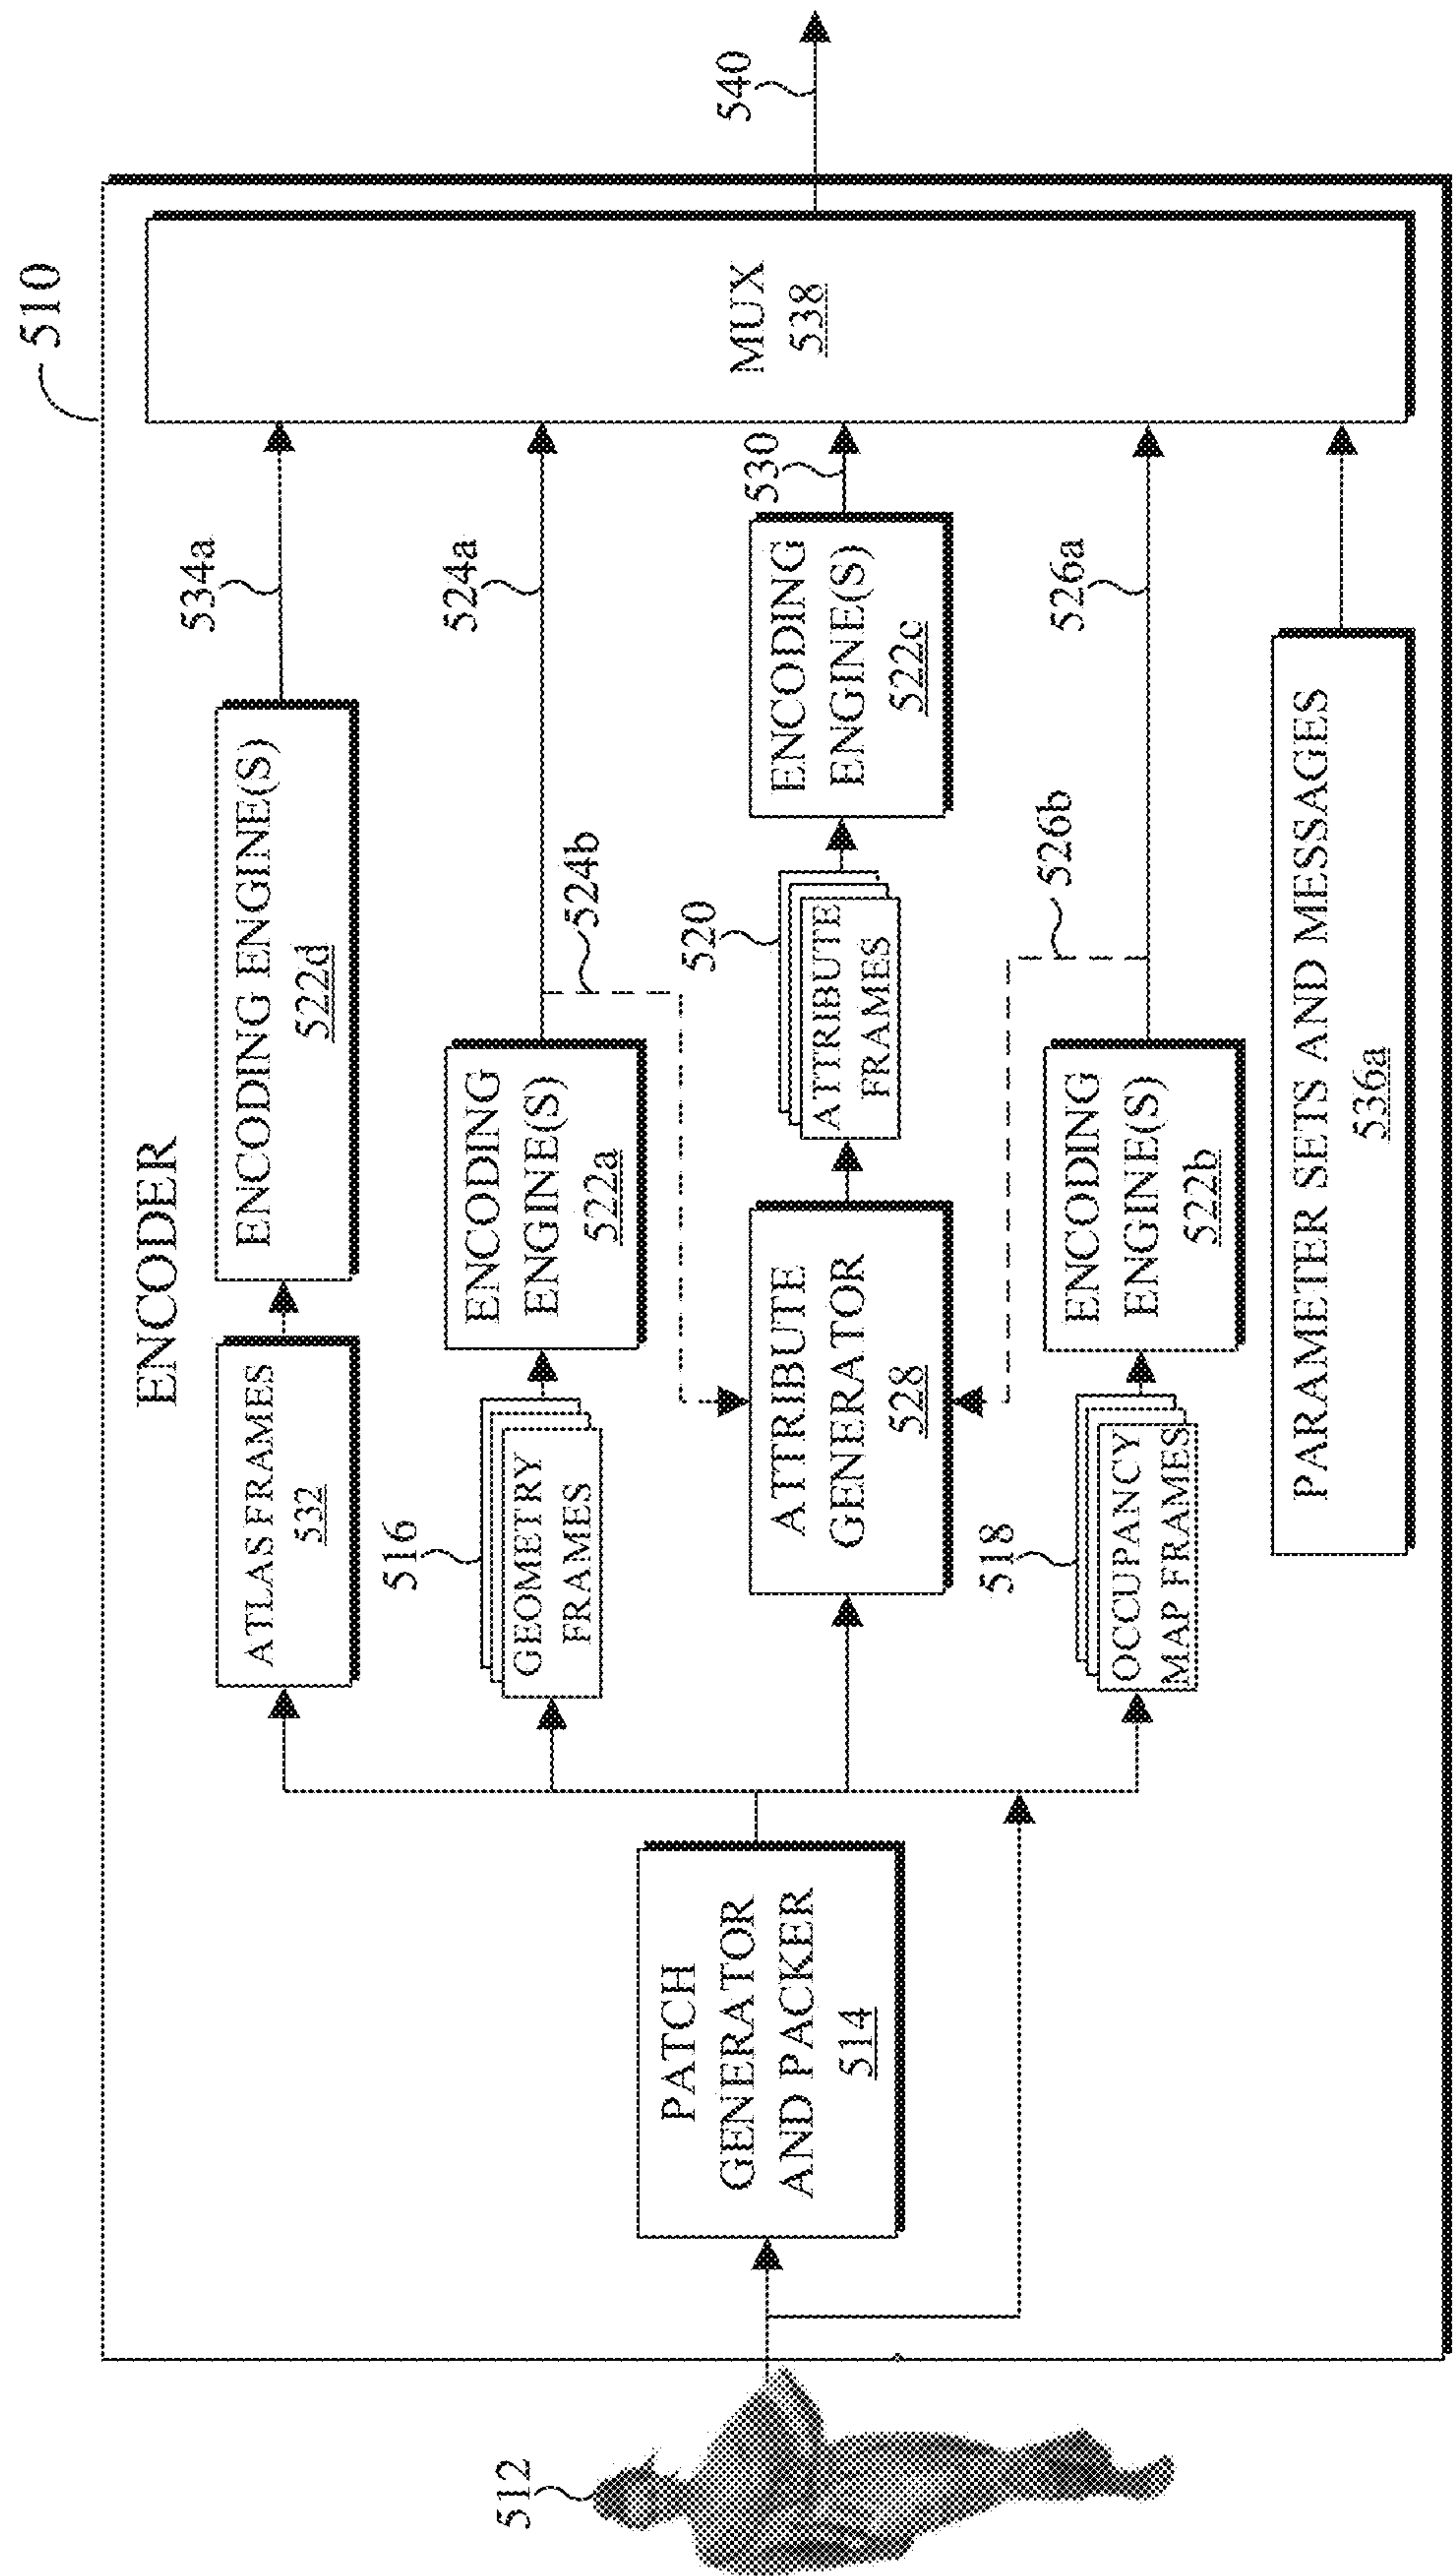 510
ENCODER
512
PATCH
GENERATOR
AND PACKER
514
ATLAS FRAMES
532
ENCODING ENGINE(S)
522d
534a
516
GEOMETRY
FRAMES
ENCODING
ENGINE(S)
522a
524a
524b
ATTRIBUTE
GENERATOR
528
520
ATTRIBUTE
FRAMES
ENCODING
ENGINE(S)
522c
530
518
OCCUPANCY
MAP FRAMES
ENCODING
ENGINE(S)
522b
526b
526a
PARAMETER SETS AND MESSAGES
536a
MUX
538
540